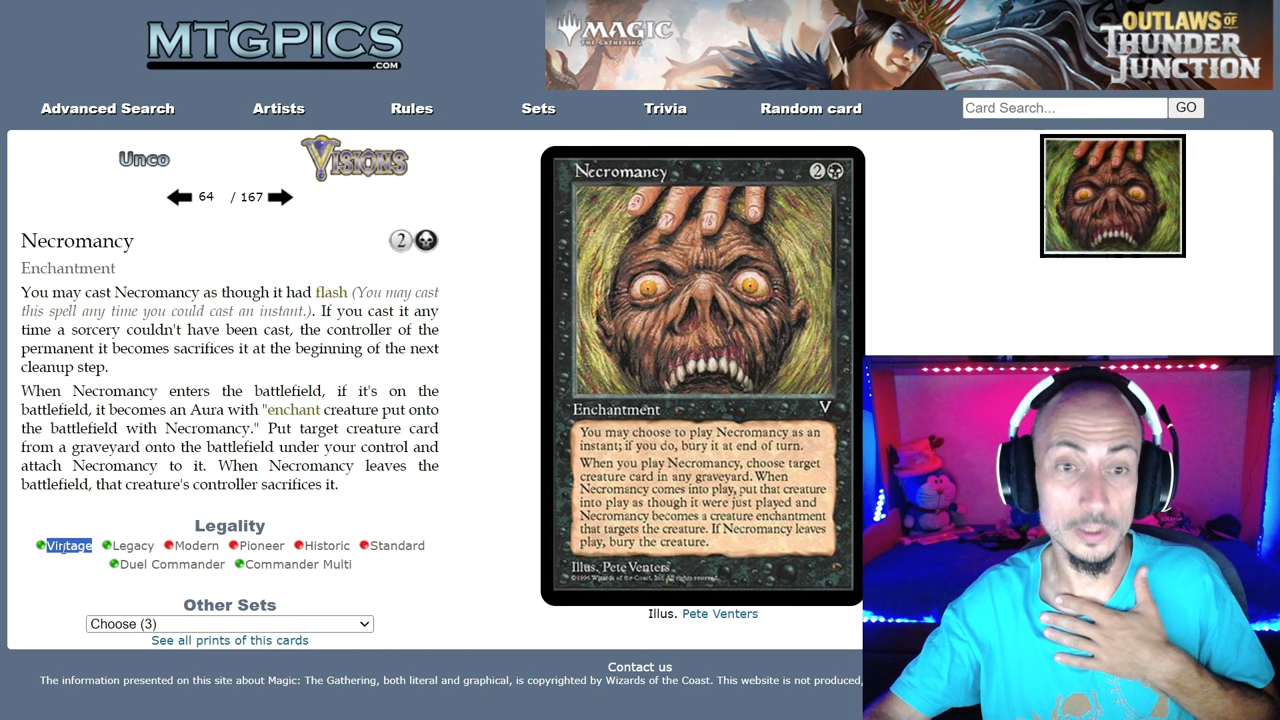 MTGPICS
.COM
MAGIC
THE GATHERING
OUTLAWS OF
THUNDER
JUNCTION
Advanced Search
Artists
Rules
Sets
Trivia
Random card
Card Search...
GO
Unco
VISIONS
64 / 167
Necromancy
2
Enchantment
You may cast Necromancy as though it had flash (You may cast
this spell any time you could cast an instant.). If you cast it any
time a sorcery couldn't have been cast, the controller of the
permanent it becomes sacrifices it at the beginning of the next
cleanup step.
When Necromancy enters the battlefield, if it's on the
battlefield, it becomes an Aura with "enchant creature put onto
the battlefield with Necromancy." Put target creature card
from a graveyard onto the battlefield under your control and
attach Necromancy to it. When Necromancy leaves the
battlefield, that creature's controller sacrifices it.
Legality
Vintage Legacy Modern Pioneer Historic Standard
Duel Commander Commander Multi
Other Sets
Choose (3)
See all prints of this cards
Necromancy
2
Enchantment
V
You may choose to play Necromancy as an
instant; if you do, bury it at end of turn.
When you play Necromancy, choose target
creature card in any graveyard. When
Necromancy comes into play, put that creature
into play as though it were just played and
Necromancy becomes a creature enchantment
that targets the creature. If Necromancy leaves
play, bury the creature.
Illus. Pete Venters
©1996 Wizards of the Coast, Inc. All rights reserved.
Illus. Pete Venters
Contact us
The information presented on this site about Magic: The Gathering, both literal and graphical, is copyrighted by Wizards of the Coast. This website is not produced,